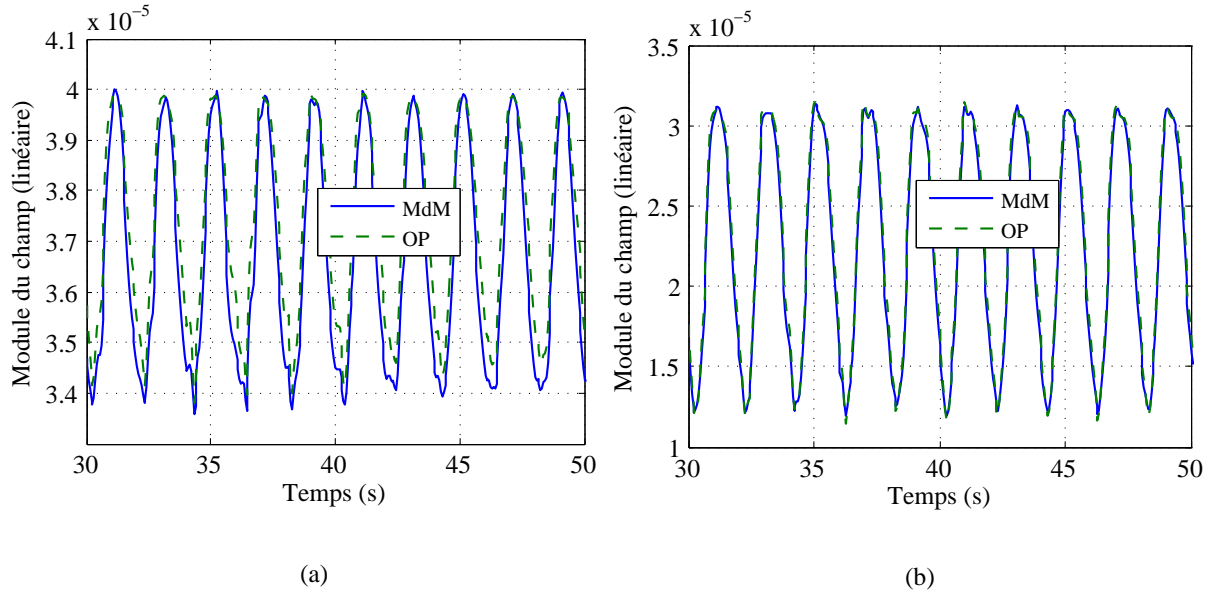 x 10⁻⁵
4.1
4
3.9
3.8
3.7
3.6
3.5
3.4
30
35
40
45
50
Module du champ (linéaire)
Temps (s)
MdM
OP
(a)
x 10⁻⁵
3.5
3
2.5
2
1.5
1
30
35
40
45
50
Module du champ (linéaire)
Temps (s)
MdM
OP
(b)